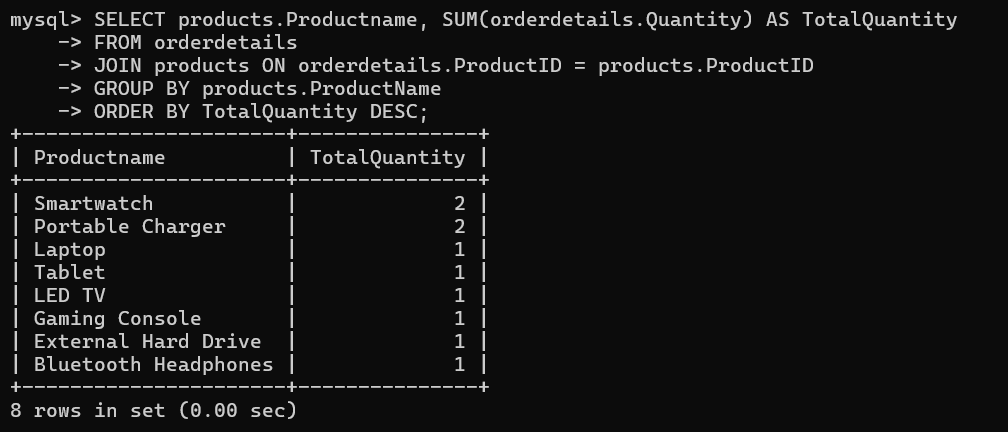 mysql> SELECT products.Productname, SUM(orderdetails.Quantity) AS TotalQuantity
    -> FROM orderdetails
    -> JOIN products ON orderdetails.ProductID = products.ProductID
    -> GROUP BY products.ProductName
    -> ORDER BY TotalQuantity DESC;
+----------------------+---------------+
| Productname          | TotalQuantity |
+----------------------+---------------+
| Smartwatch           |             2 |
| Portable Charger     |             2 |
| Laptop               |             1 |
| Tablet               |             1 |
| LED TV               |             1 |
| Gaming Console       |             1 |
| External Hard Drive  |             1 |
| Bluetooth Headphones |             1 |
+----------------------+---------------+
8 rows in set (0.00 sec)